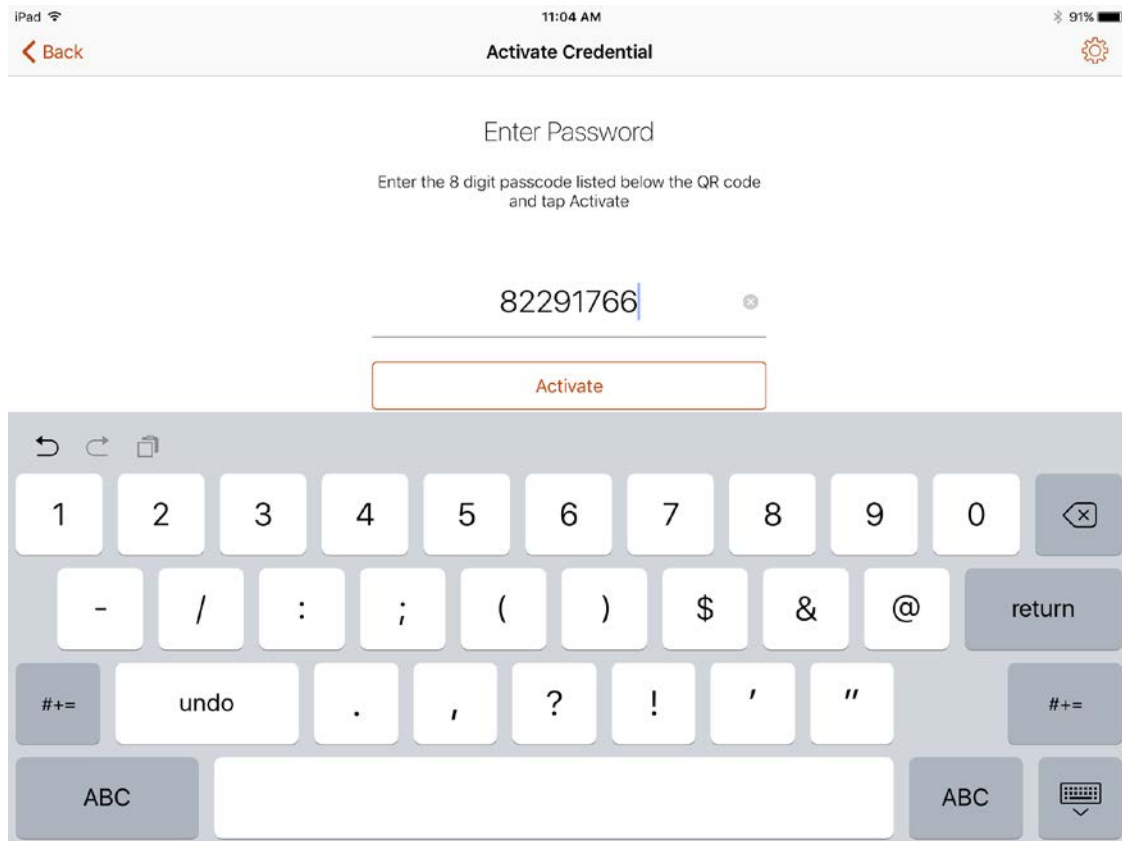 iPad 11:04 AM 91%
Back Activate Credential
Enter Password
Enter the 8 digit passcode listed below the QR code
and tap Activate
82291766
Activate
1 2 3 4 5 6 7 8 9 0
- / : ; ( ) $ & @ return
#+= undo . , ? ! ' " #+=
ABC ABC